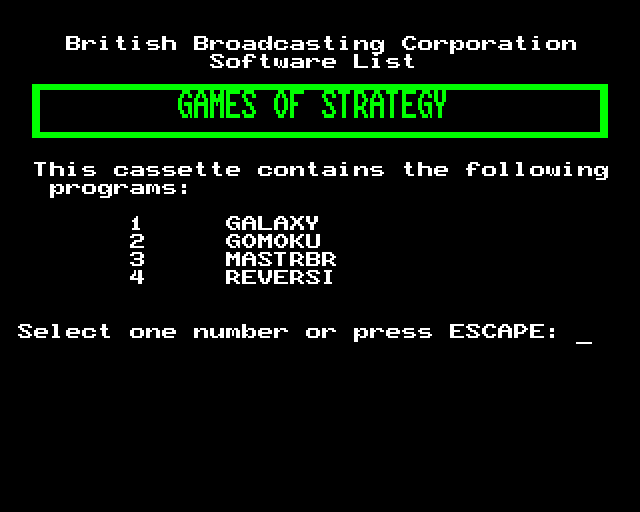 British Broadcasting Corporation
Software List
GAMES OF STRATEGY
This cassette contains the following
programs:
1 GALAXY
2 GOMOKU
3 MASTRBR
4 REVERSI
Select one number or press ESCAPE: _